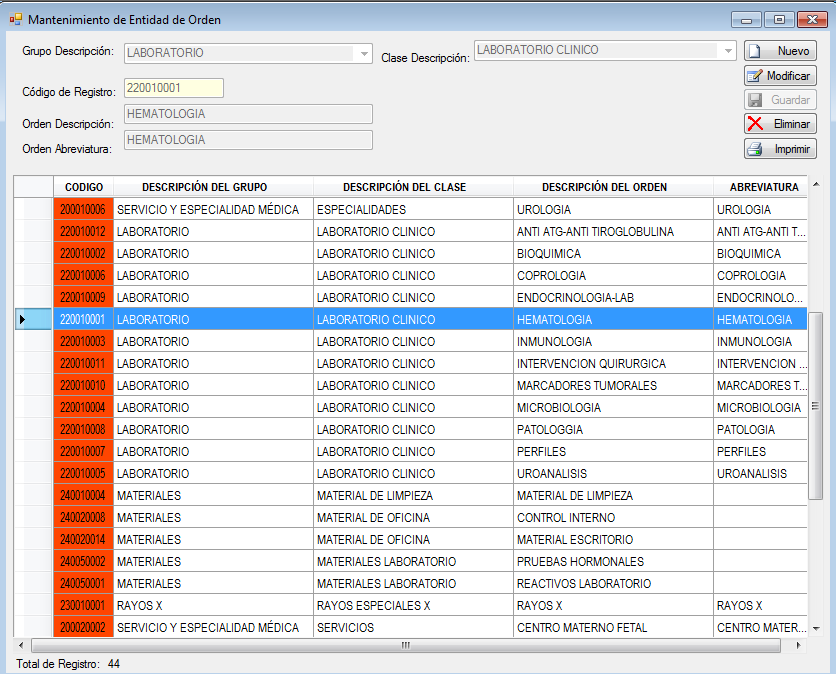 Mantenimiento de Entidad de Orden
Grupo Descripción: LABORATORIO Clase Descripción: LABORATORIO CLINICO Nuevo
Modificar
Código de Registro: 220010001
Guardar
Orden Descripción: HEMATOLOGIA
Eliminar
Orden Abreviatura: HEMATOLOGIA
Imprimir
CODIGO DESCRIPCIÓN DEL GRUPO DESCRIPCIÓN DEL CLASE DESCRIPCIÓN DEL ORDEN ABREVIATURA
200010006 SERVICIO Y ESPECIALIDAD MÉDICA ESPECIALIDADES UROLOGIA UROLOGIA
220010012 LABORATORIO LABORATORIO CLINICO ANTI ATG-ANTI TIROGLOBULINA ANTI ATG-ANTI T...
220010002 LABORATORIO LABORATORIO CLINICO BIOQUIMICA BIOQUIMICA
220010006 LABORATORIO LABORATORIO CLINICO COPROLOGIA COPROLOGIA
220010009 LABORATORIO LABORATORIO CLINICO ENDOCRINOLOGIA-LAB ENDOCRINOLO...
220010001 LABORATORIO LABORATORIO CLINICO HEMATOLOGIA HEMATOLOGIA
220010003 LABORATORIO LABORATORIO CLINICO INMUNOLOGIA INMUNOLOGIA
220010011 LABORATORIO LABORATORIO CLINICO INTERVENCION QUIRURGICA INTERVENCION ...
220010010 LABORATORIO LABORATORIO CLINICO MARCADORES TUMORALES MARCADORES T...
220010004 LABORATORIO LABORATORIO CLINICO MICROBIOLOGIA MICROBIOLOGIA
220010008 LABORATORIO LABORATORIO CLINICO PATOLOGGIA PATOLOGIA
220010007 LABORATORIO LABORATORIO CLINICO PERFILES PERFILES
220010005 LABORATORIO LABORATORIO CLINICO UROANALISIS UROANALISIS
240010004 MATERIALES MATERIAL DE LIMPIEZA MATERIAL DE LIMPIEZA
240020008 MATERIALES MATERIAL DE OFICINA CONTROL INTERNO
240020014 MATERIALES MATERIAL DE OFICINA MATERIAL ESCRITORIO
240050002 MATERIALES MATERIALES LABORATORIO PRUEBAS HORMONALES
240050001 MATERIALES MATERIALES LABORATORIO REACTIVOS LABORATORIO
230010001 RAYOS X RAYOS ESPECIALES X RAYOS X RAYOS X
200020002 SERVICIO Y ESPECIALIDAD MÉDICA SERVICIOS CENTRO MATERNO FETAL CENTRO MATER...
Total de Registro: 44